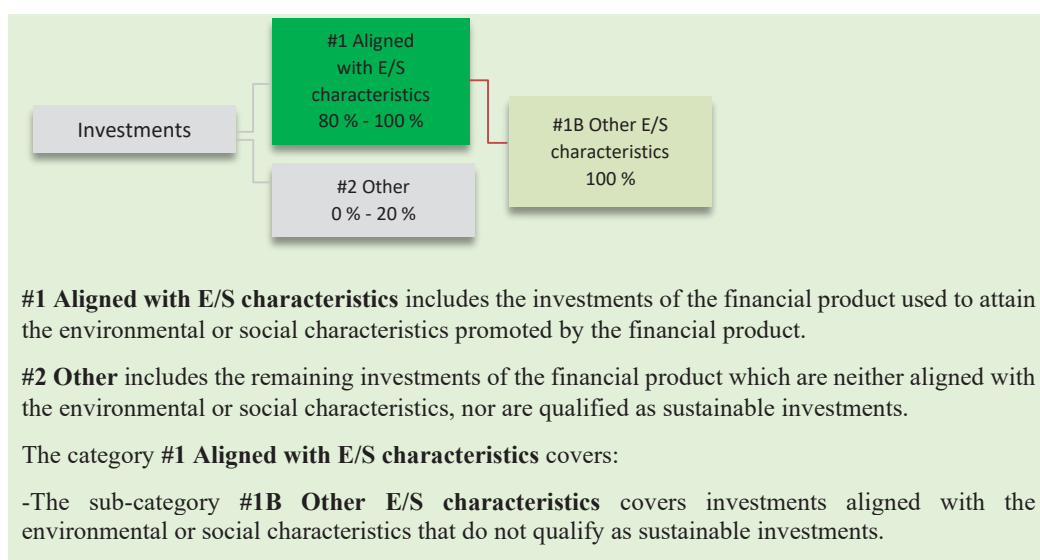 #1 Aligned
with E/S
characteristics
80 % - 100 %
Investments
#1B Other E/S
characteristics
100 %
#2 Other
0 % - 20 %
#1 Aligned with E/S characteristics includes the investments of the financial product used to attain
the environmental or social characteristics promoted by the financial product.
#2 Other includes the remaining investments of the financial product which are neither aligned with
the environmental or social characteristics, nor are qualified as sustainable investments.
The category #1 Aligned with E/S characteristics covers:
-The sub-category #1B Other E/S characteristics covers investments aligned with the
environmental or social characteristics that do not qualify as sustainable investments.